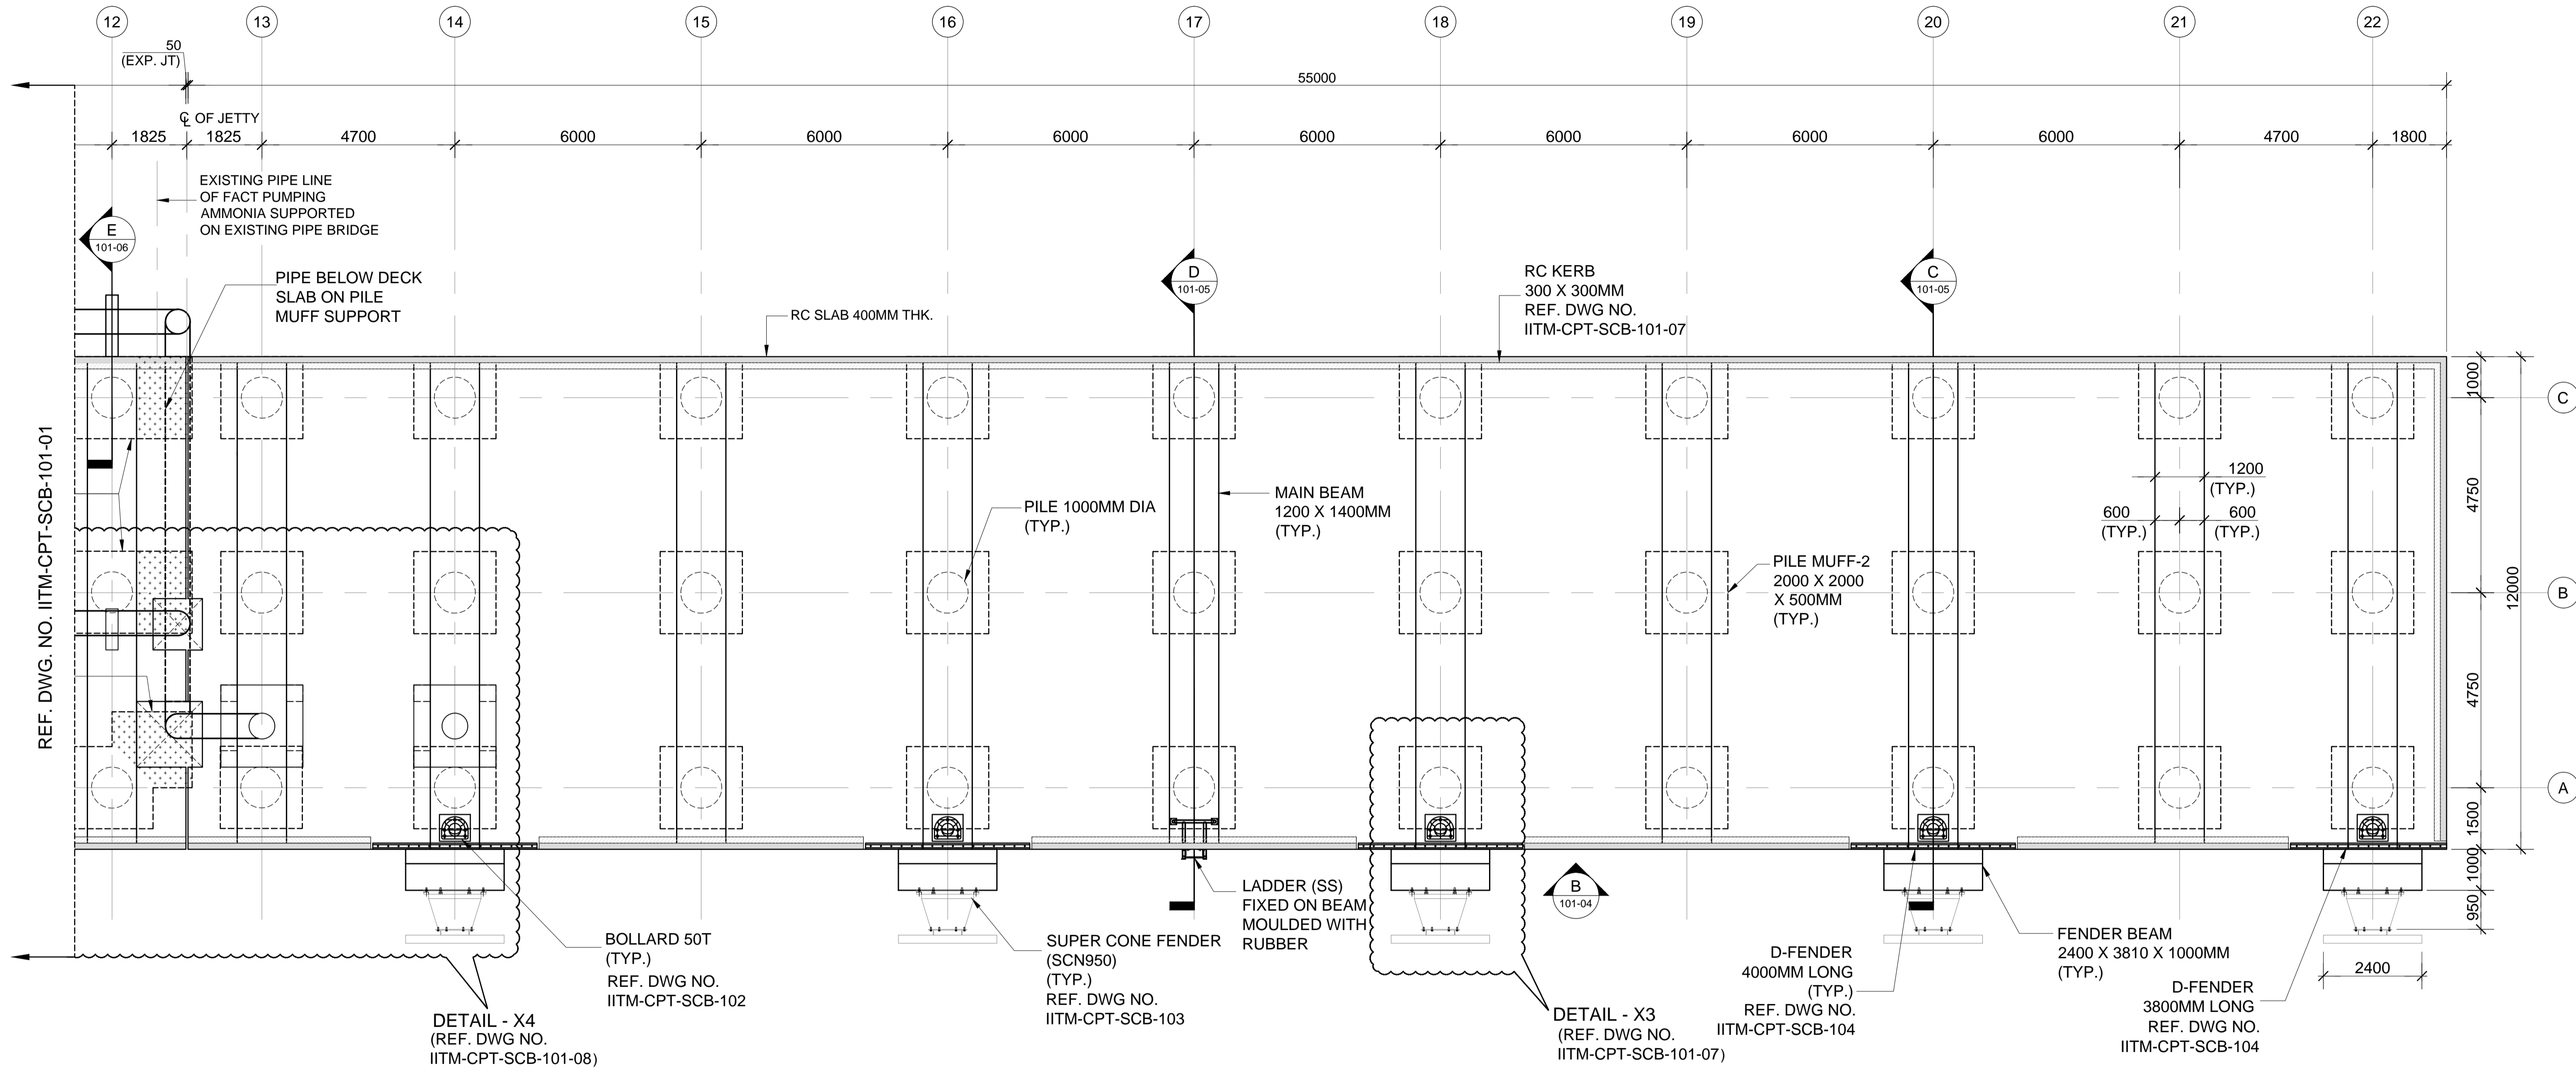 12
13
14
15
16
17
18
19
20
21
22
50
(EXP. JT)
55000
℄ OF JETTY
1825
1825
4700
6000
6000
6000
6000
6000
6000
6000
4700
1800
EXISTING PIPE LINE
OF FACT PUMPING
AMMONIA SUPPORTED
ON EXISTING PIPE BRIDGE
E
101-06
D
101-05
C
101-05
PIPE BELOW DECK
SLAB ON PILE
MUFF SUPPORT
RC SLAB 400MM THK.
RC KERB
300 X 300MM
REF. DWG NO.
IITM-CPT-SCB-101-07
REF. DWG. NO. IITM-CPT-SCB-101-01
PILE 1000MM DIA
(TYP.)
MAIN BEAM
1200 X 1400MM
(TYP.)
PILE MUFF-2
2000 X 2000
X 500MM
(TYP.)
1200
(TYP.)
600
(TYP.)
600
(TYP.)
1000
4750
4750
1500
1000
950
12000
C
B
A
BOLLARD 50T
(TYP.)
REF. DWG NO.
IITM-CPT-SCB-102
DETAIL - X4
(REF. DWG NO.
IITM-CPT-SCB-101-08)
SUPER CONE FENDER
(SCN950)
(TYP.)
REF. DWG NO.
IITM-CPT-SCB-103
LADDER (SS)
FIXED ON BEAM
MOULDED WITH
RUBBER
B
101-04
DETAIL - X3
(REF. DWG NO.
IITM-CPT-SCB-101-07)
D-FENDER
4000MM LONG
(TYP.)
REF. DWG NO.
IITM-CPT-SCB-104
FENDER BEAM
2400 X 3810 X 1000MM
(TYP.)
D-FENDER
3800MM LONG
REF. DWG NO.
IITM-CPT-SCB-104
2400